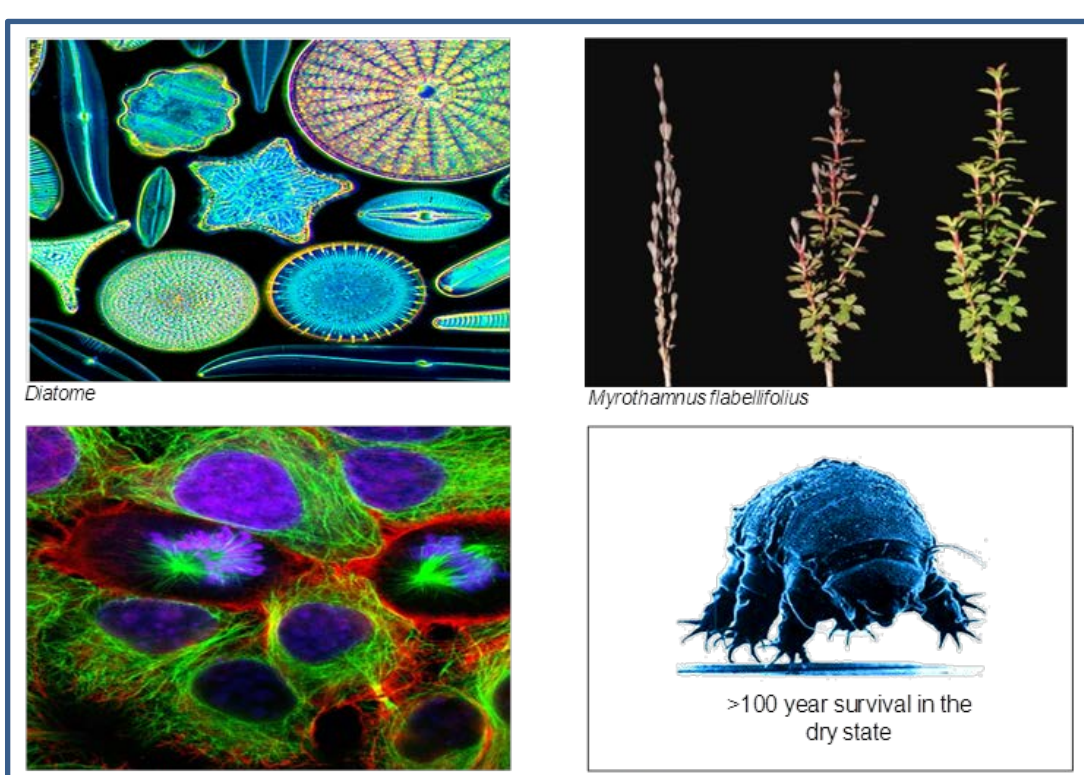 Diatome
Myrothamnus flabellifolius
>100 year survival in the
dry state